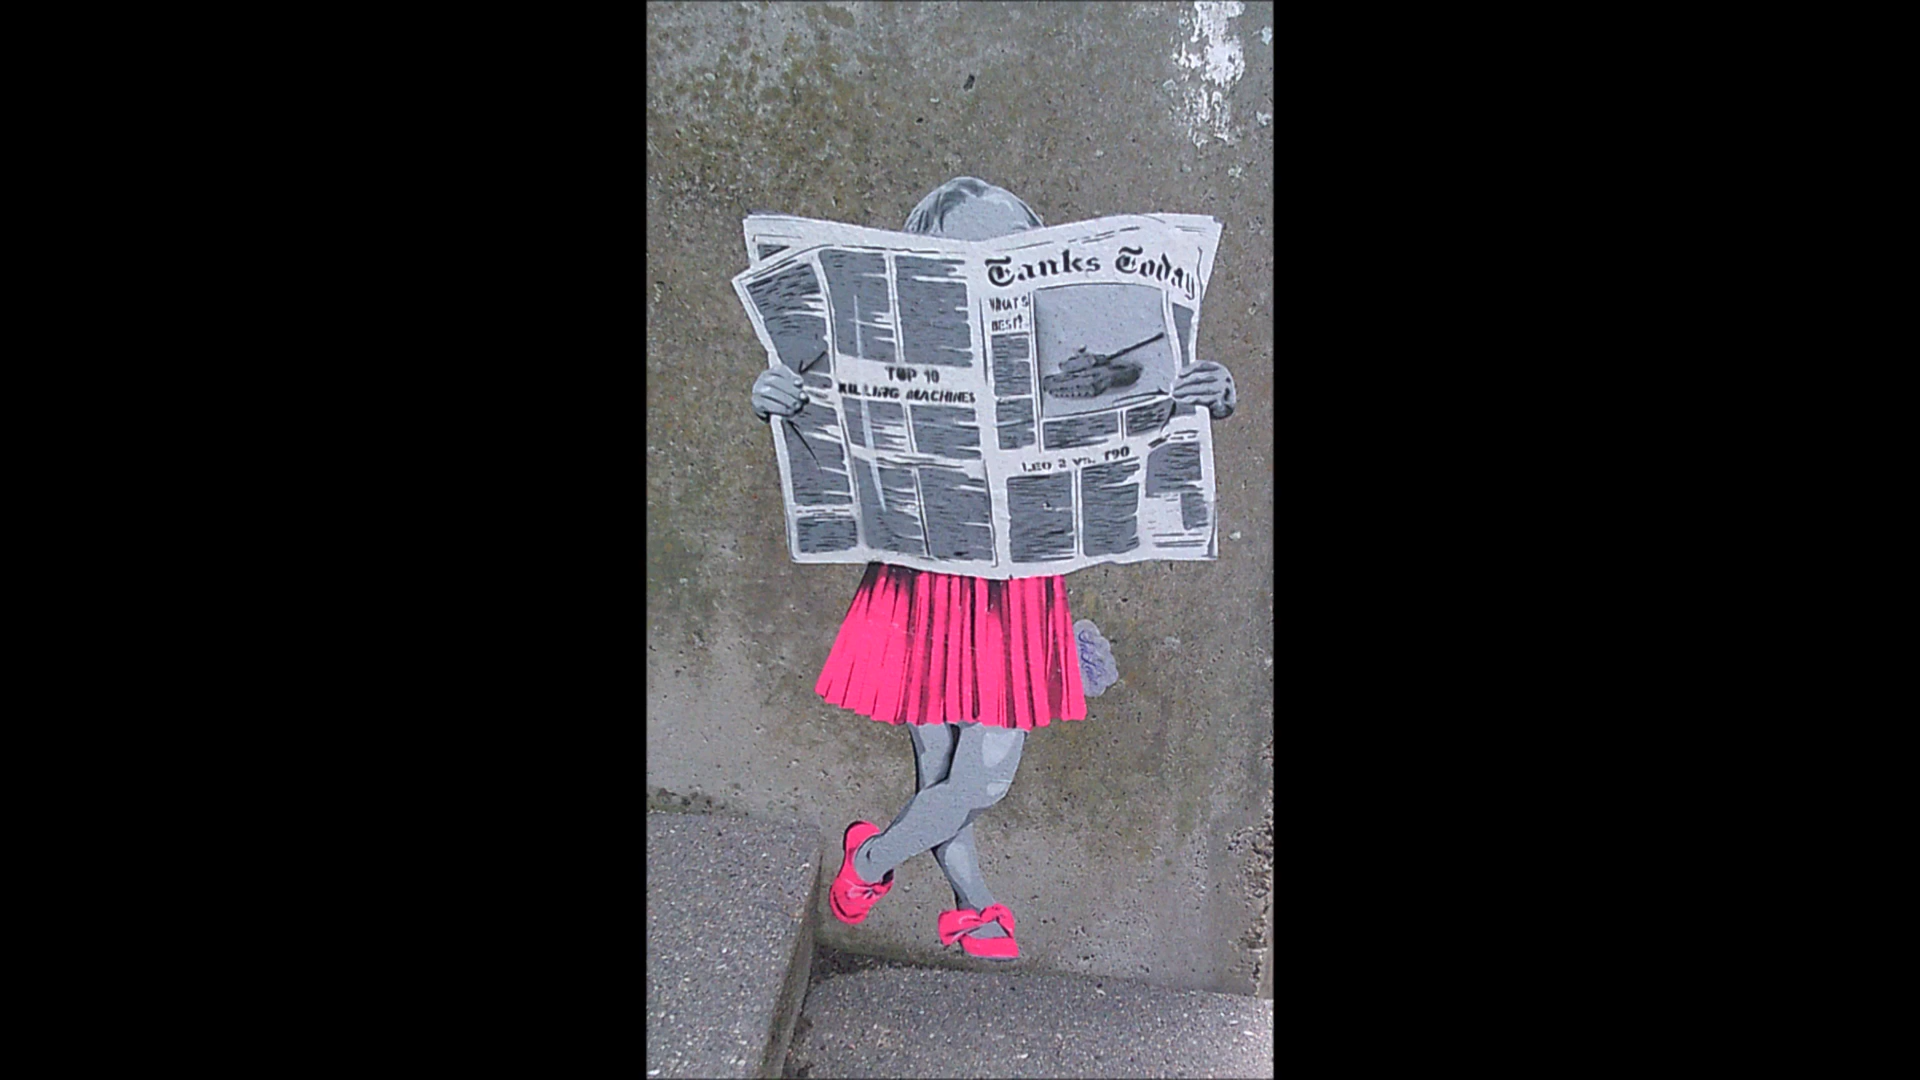 Tanks Today
WHAT'S
BEST?
TOP 10
KILLING MACHINES
LEO 2 VS. T90